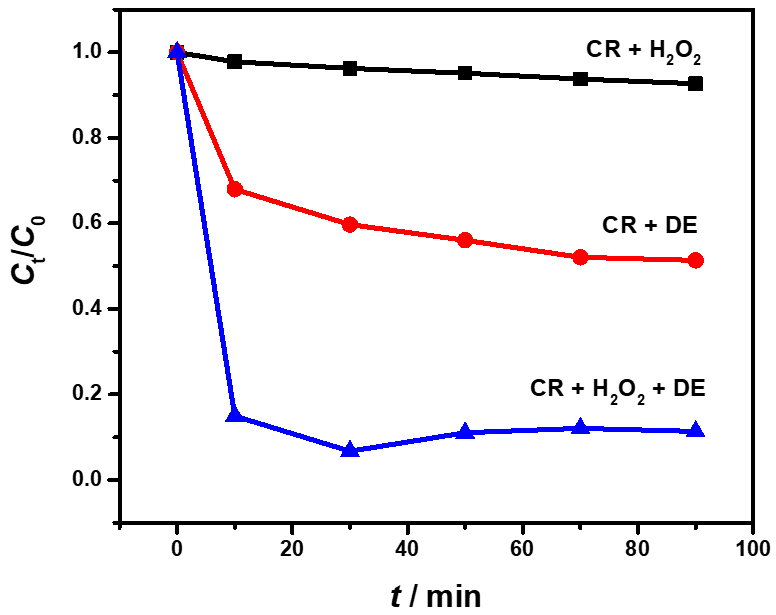 1.0
0.8
0.6
0.4
0.2
0.0
Cₜ/C₀
CR + H₂O₂
CR + DE
CR + H₂O₂ + DE
0 20 40 60 80 100
t / min